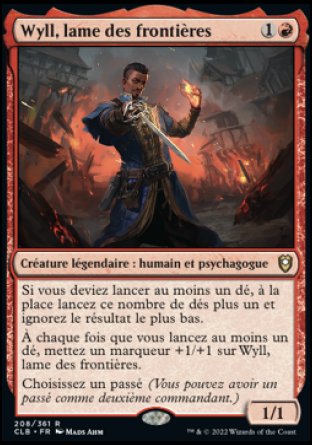 Wyll, lame des frontières 1
Créature légendaire : humain et psychagogue
Si vous deviez lancer au moins un dé, à la
place lancez ce nombre de dés plus un et
ignorez le résultat le plus bas.
À chaque fois que vous lancez au moins un
dé, mettez un marqueur +1/+1 sur Wyll,
lame des frontières.
Choisissez un passé (Vous pouvez avoir un
passé comme deuxième commandant.)
1/1
208/361 R
CLB • FR Mads Ahm
™ & © 2022 Wizards of the Coast